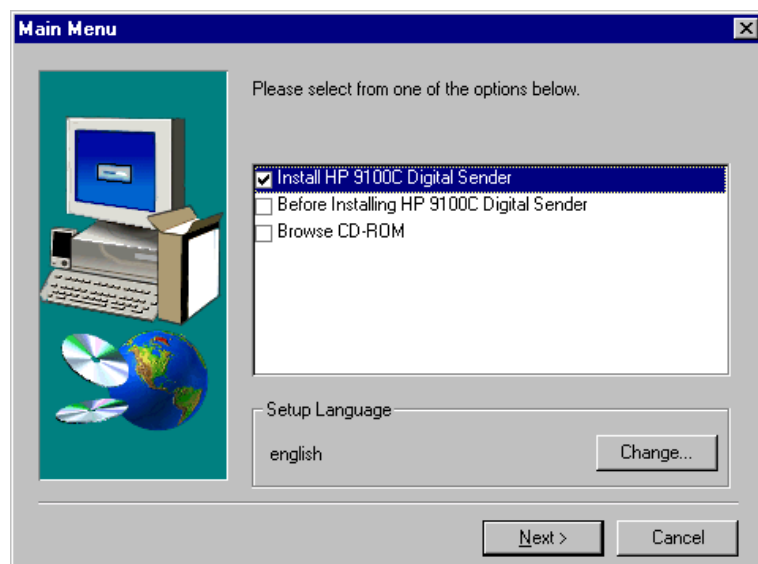 Main Menu
Please select from one of the options below.
Install HP 9100C Digital Sender
Before Installing HP 9100C Digital Sender
Browse CD-ROM
Setup Language
english
Change...
Next >
Cancel